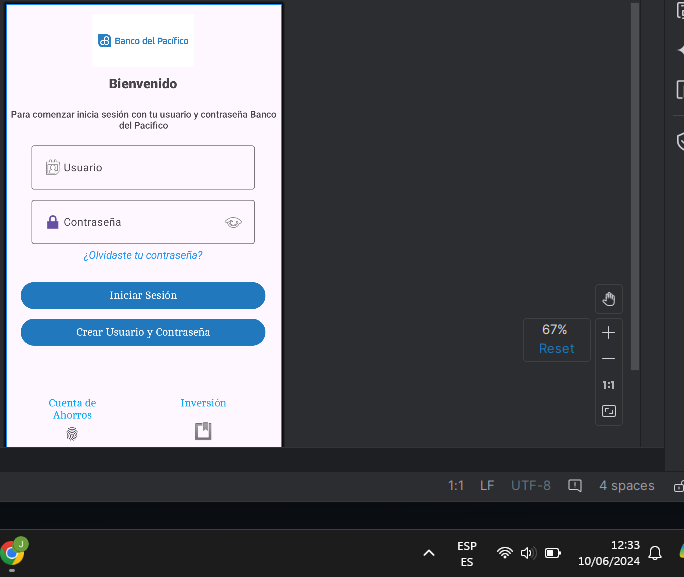 Banco del Pacífico
Bienvenido
Para comenzar inicia sesión con tu usuario y contraseña Banco
del Pacifico
Usuario
Contraseña
¿Olvidaste tu contraseña?
Iniciar Sesión
Crear Usuario y Contraseña
Cuenta de
Ahorros
Inversión
67%
Reset
1:1
1:1 LF UTF-8 4 spaces
J
ESP
ES
12:33
10/06/2024